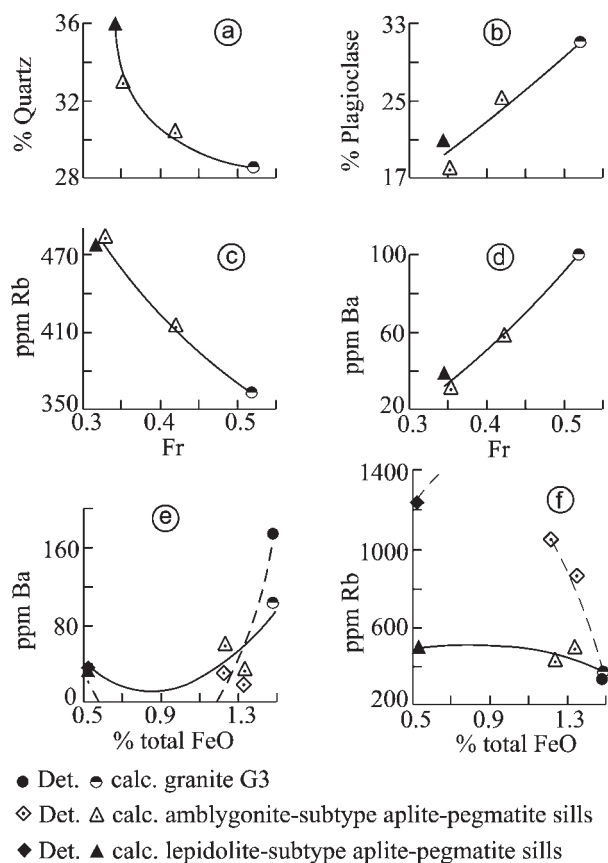 36
32
28
% Quartz
a
33
25
17
% Plagioclase
b
470
410
350
ppm Rb
c
0.3
0.4
0.5
Fr
100
60
20
ppm Ba
d
0.3
0.4
0.5
Fr
160
80
0
ppm Ba
e
0.5
0.9
1.3
% total FeO
1400
1000
600
200
ppm Rb
f
0.5
0.9
1.3
% total FeO
Det. calc. granite G3
Det. calc. amblygonite-subtype aplite-pegmatite sills
Det. calc. lepidolite-subtype aplite-pegmatite sills